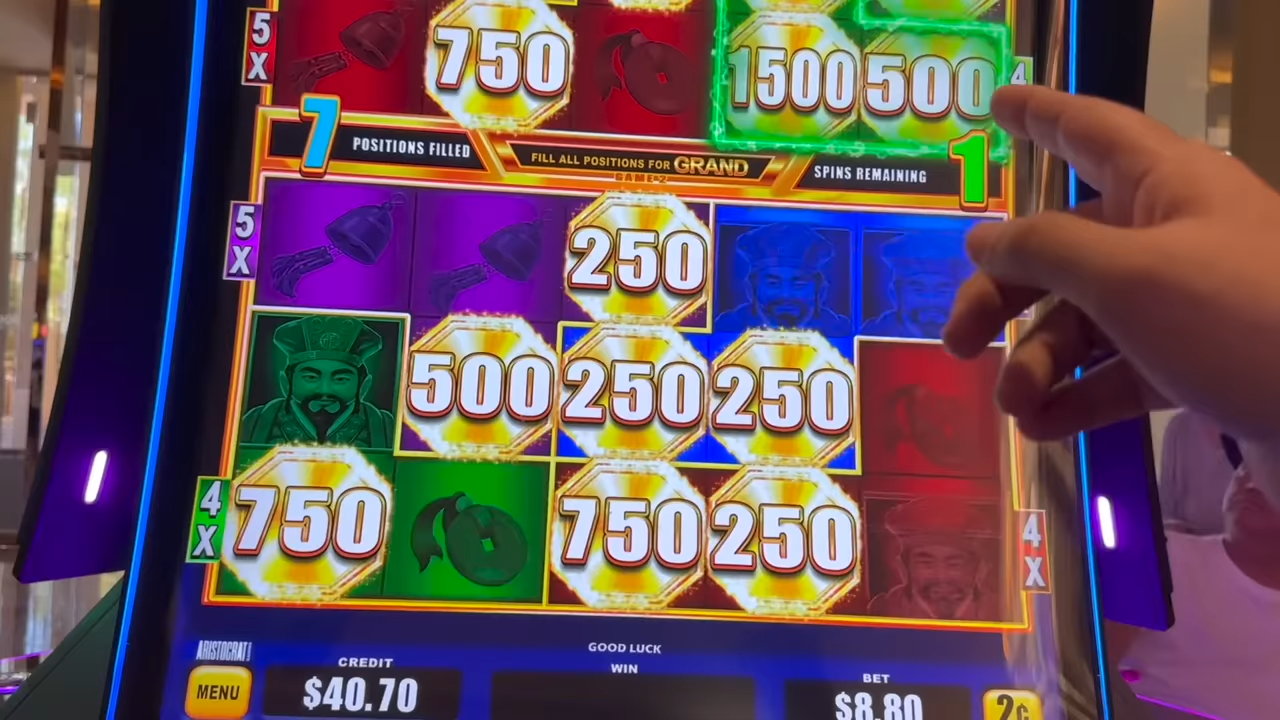 5X
750
1500
500
4
7 POSITIONS FILLED
FILL ALL POSITIONS FOR GRAND
GAME 2
SPINS REMAINING 1
5X
250
500
250
250
4X
750
750
250
4X
ARISTOCRAT
GOOD LUCK
MENU
CREDIT
$40.70
WIN
BET
$8.80
2¢